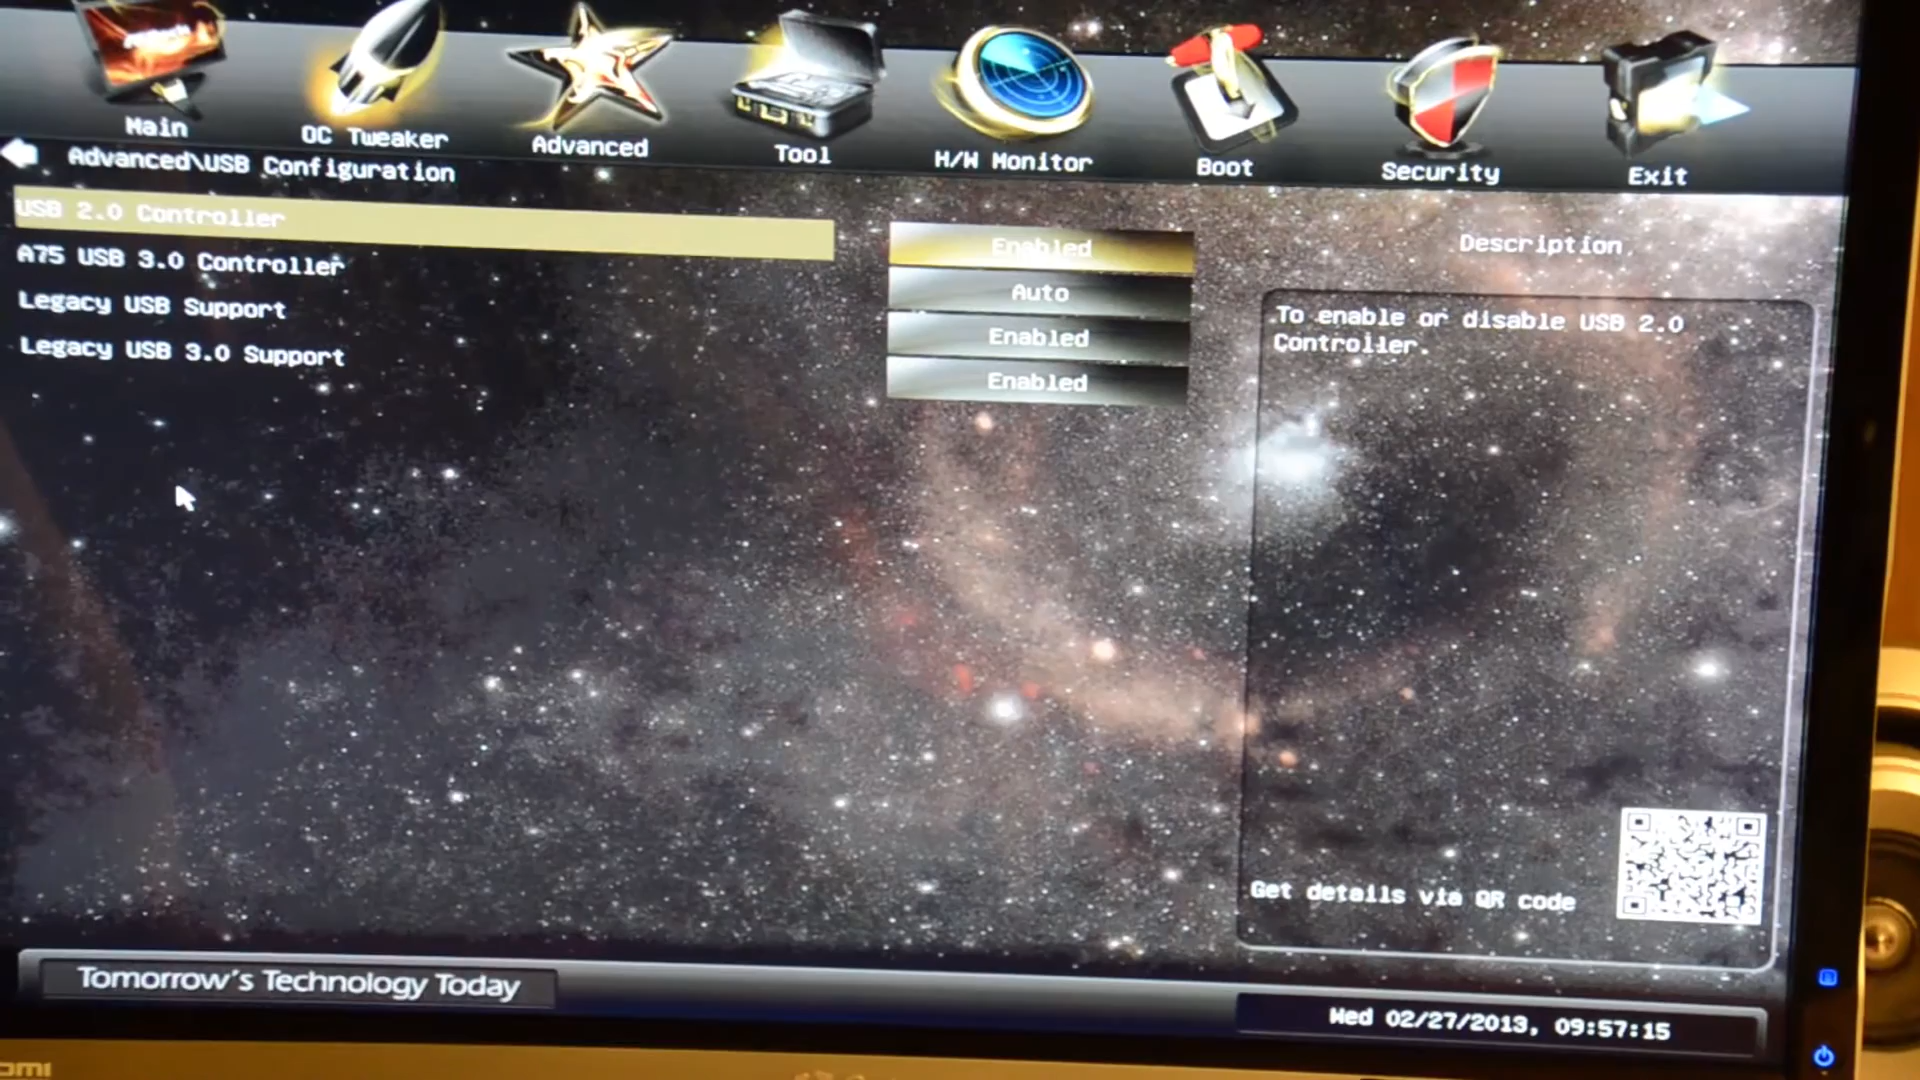 Main
OC Tweaker
Advanced
Tool
H/W Monitor
Boot
Security
Exit
Advanced\USB Configuration
USB 2.0 Controller
Enabled
A75 USB 3.0 Controller
Auto
Legacy USB Support
Enabled
Legacy USB 3.0 Support
Enabled
Description
To enable or disable USB 2.0
Controller.
Get details via QR code
Tomorrow's Technology Today
Wed 02/27/2013, 09:57:15